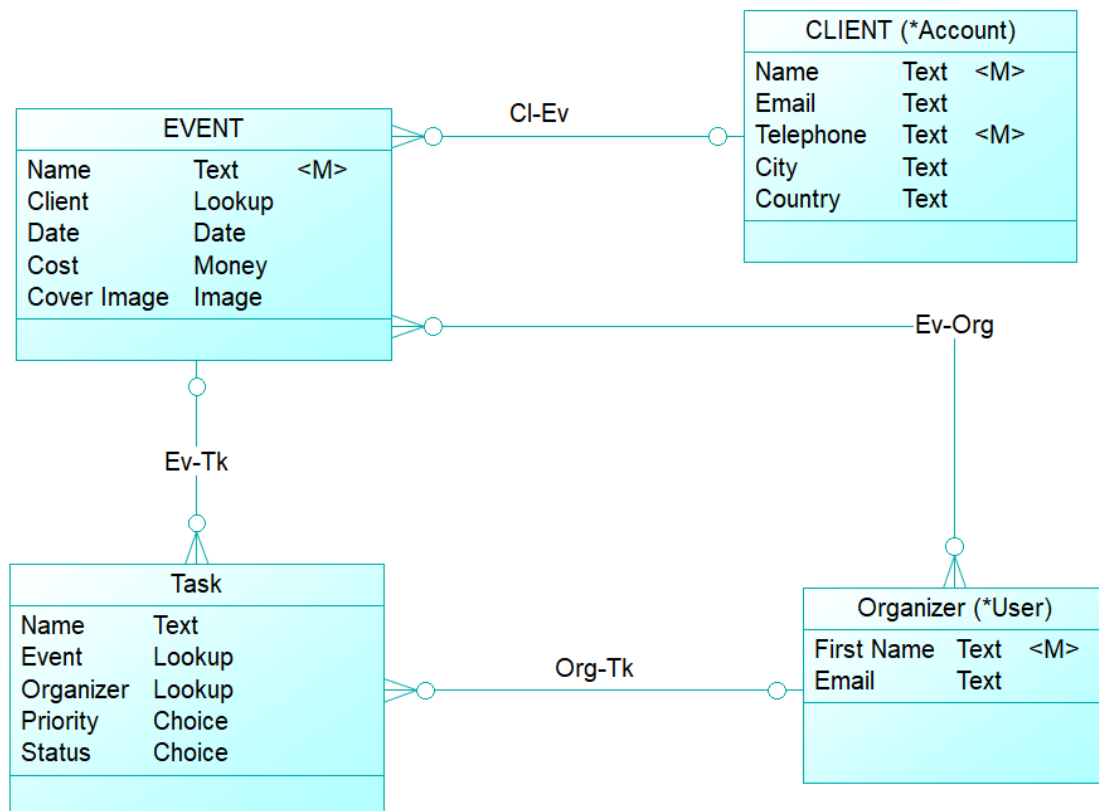 CLIENT (*Account)
Name Text <M>
Email Text
Telephone Text <M>
City Text
Country Text
Cl-Ev
EVENT
Name Text <M>
Client Lookup
Date Date
Cost Money
Cover Image Image
Ev-Org
Ev-Tk
Task
Name Text
Event Lookup
Organizer Lookup
Priority Choice
Status Choice
Org-Tk
Organizer (*User)
First Name Text <M>
Email Text